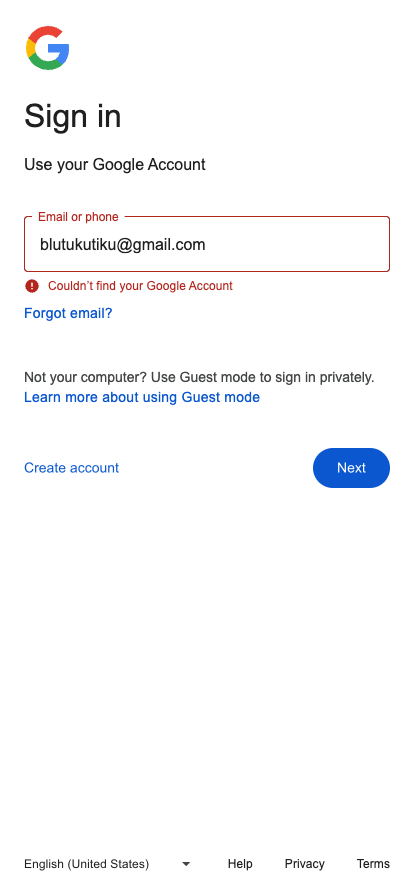 Sign in
Use your Google Account
Email or phone
blutukutiku@gmail.com
Couldn't find your Google Account
Forgot email?
Not your computer? Use Guest mode to sign in privately.
Learn more about using Guest mode
Create account
Next
English (United States)
Help
Privacy
Terms